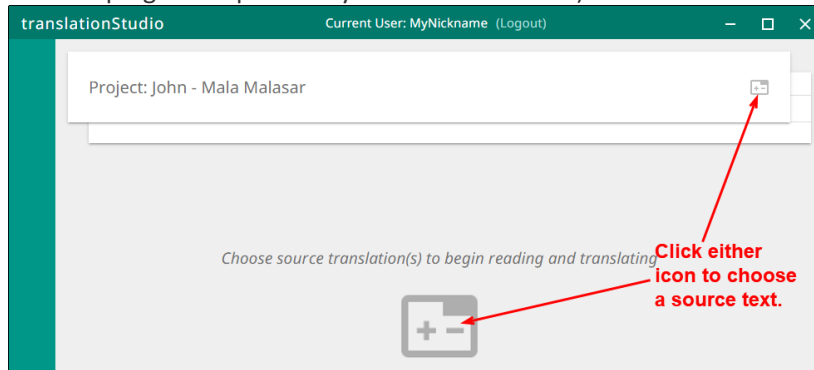 translationStudio Current User: MyNickname (Logout)
Project: John - Mala Malasar
Choose source translation(s) to begin reading and translating
Click either
icon to choose
a source text.